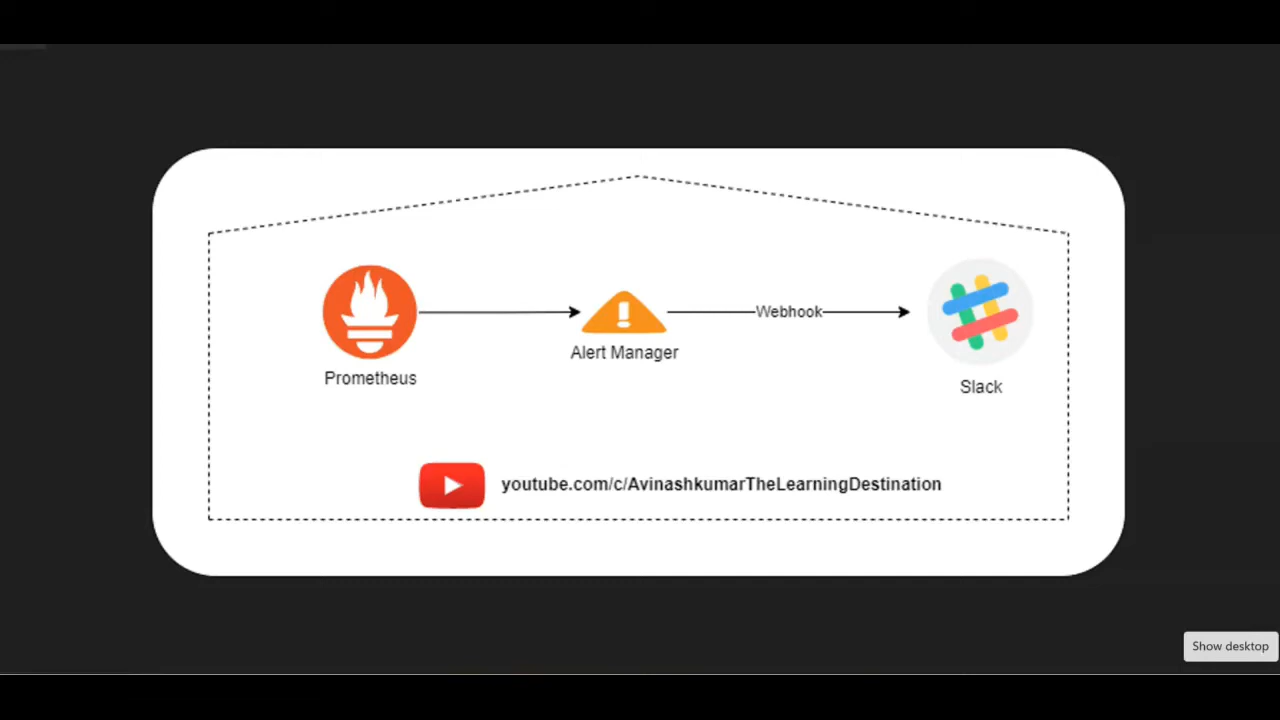 Webhook
Alert Manager
Prometheus
Slack
youtube.com/c/AvinashkumarTheLearningDestination
Show desktop